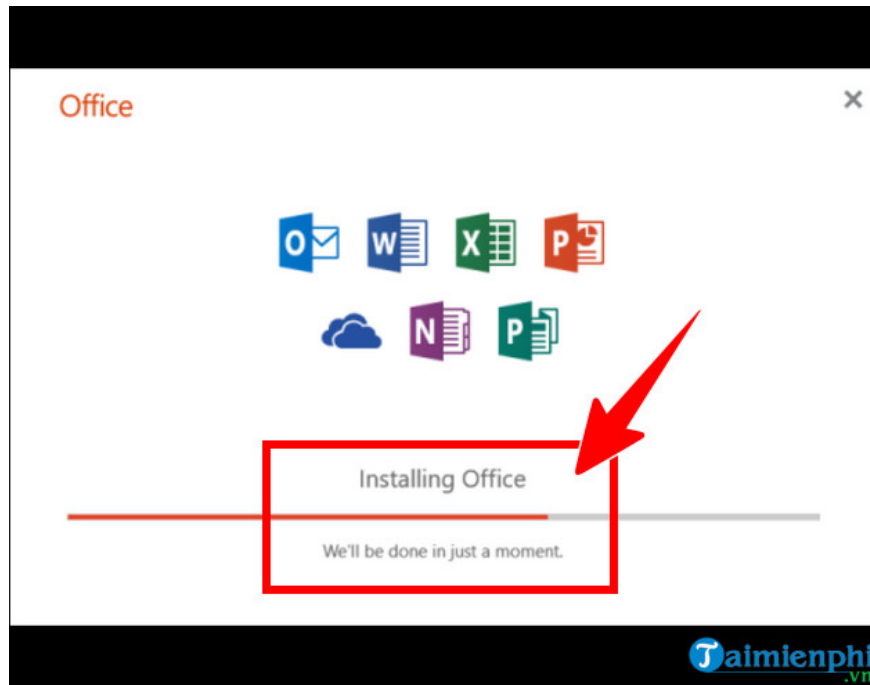 Office
O W X P
N P
Installing Office
We'll be done in just a moment.
Taimienphi
.vn